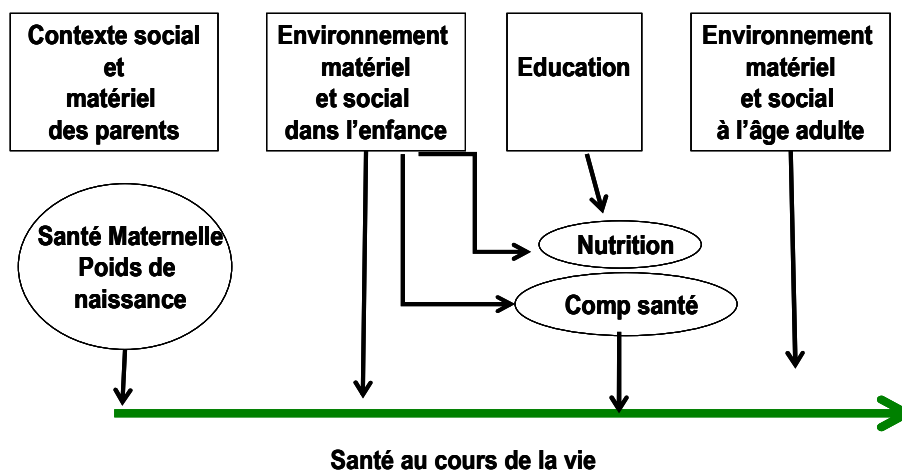 Contexte social
et
matériel
des parents
Environnement
matériel
et social
dans l'enfance
Education
Environnement
matériel
et social
à l'âge adulte
Santé Maternelle
Poids de
naissance
Nutrition
Comp santé
Santé au cours de la vie